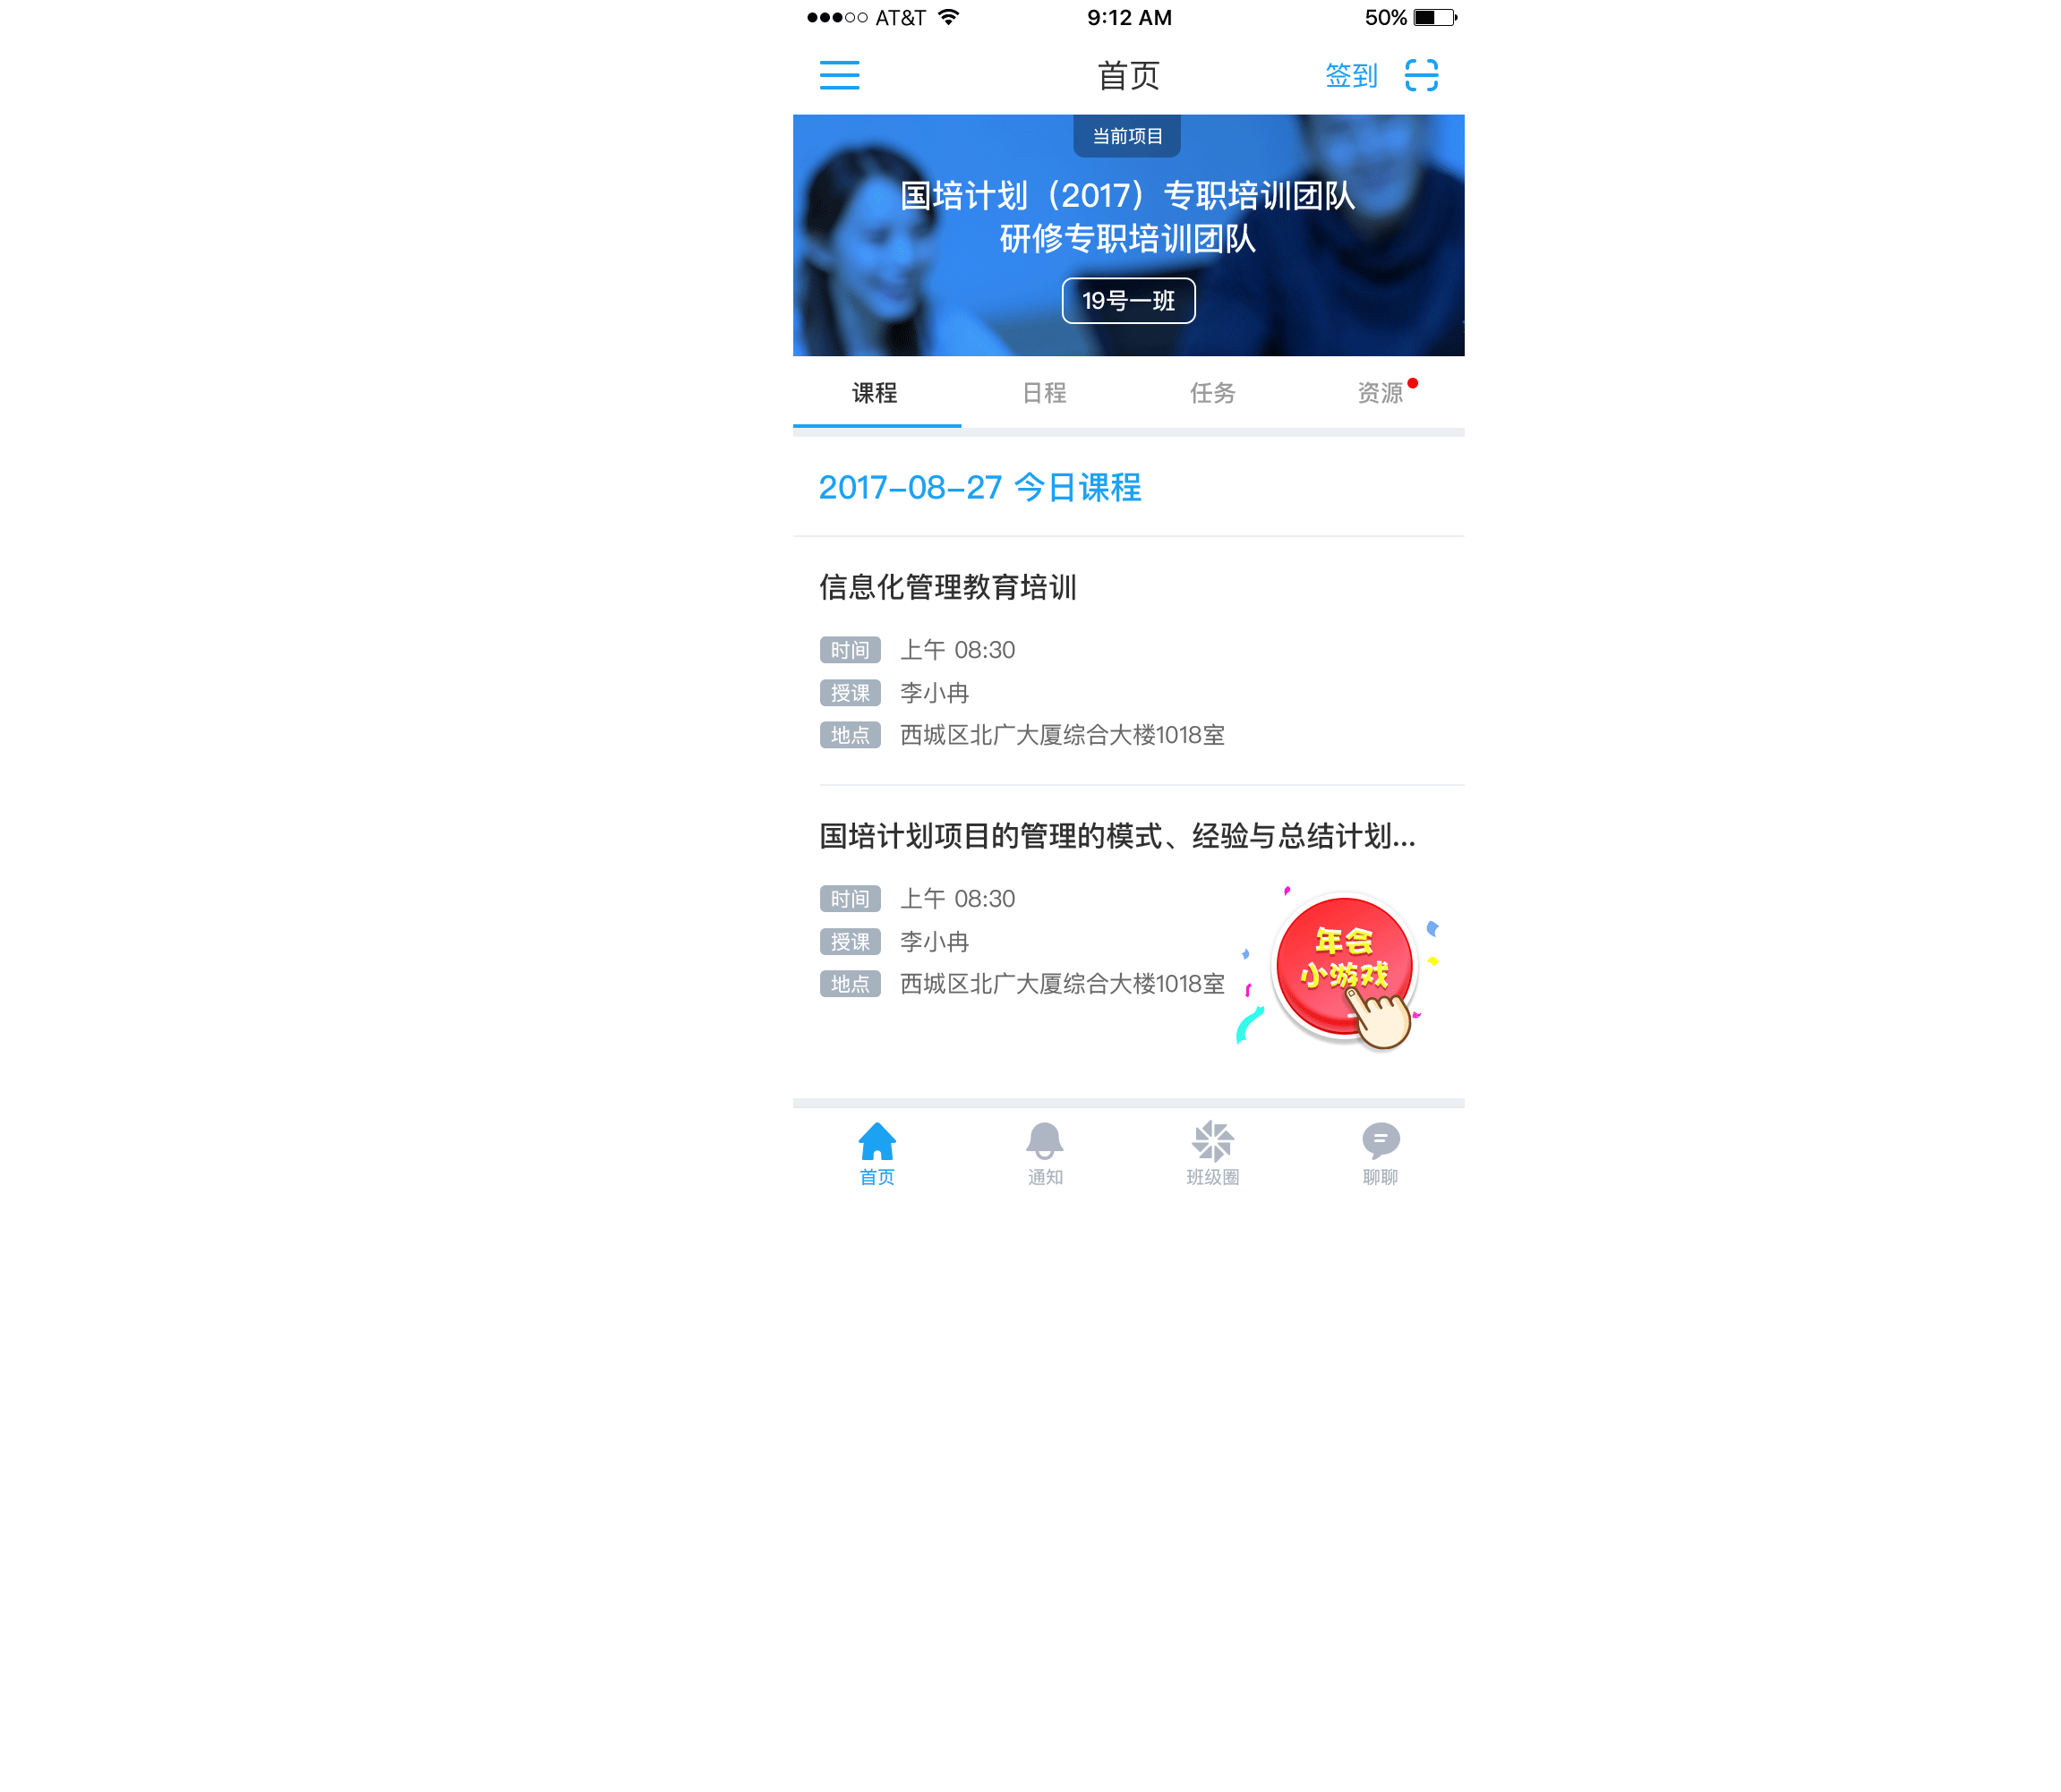 AT&T 9:12 AM 50%
首页 签到
当前项目
国培计划（2017）专职培训团队
研修专职培训团队
19号一班
课程 日程 任务 资源
2017-08-27 今日课程
信息化管理教育培训
时间 上午 08:30
授课 李小冉
地点 西城区北广大厦综合大楼1018室
国培计划项目的管理的模式、经验与总结计划...
时间 上午 08:30
授课 李小冉
地点 西城区北广大厦综合大楼1018室
年会
小游戏
首页 通知 班级圈 聊聊